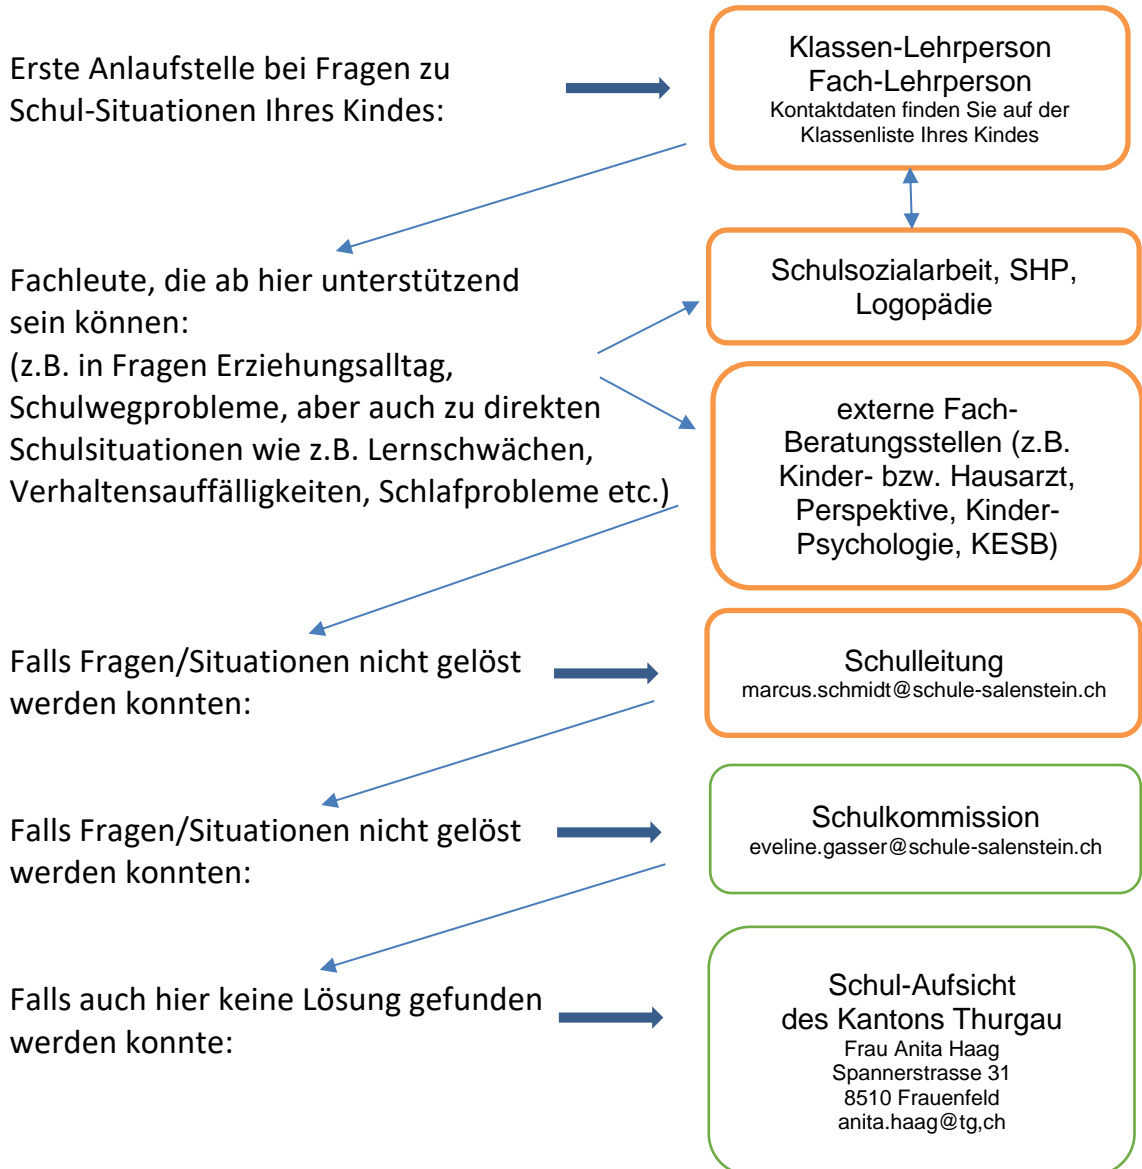 Erste Anlaufstelle bei Fragen zu
Schul-Situationen Ihres Kindes:
Klassen-Lehrperson
Fach-Lehrperson
Kontaktdaten finden Sie auf der
Klassenliste Ihres Kindes
Fachleute, die ab hier unterstützend
sein können:
(z.B. in Fragen Erziehungsalltag,
Schulwegprobleme, aber auch zu direkten
Schulsituationen wie z.B. Lernschwächen,
Verhaltensauffälligkeiten, Schlafprobleme etc.)
Schulsozialarbeit, SHP,
Logopädie
externe Fach-
Beratungsstellen (z.B.
Kinder- bzw. Hausarzt,
Perspektive, Kinder-
Psychologie, KESB)
Falls Fragen/Situationen nicht gelöst
werden konnten:
Schulleitung
marcus.schmidt@schule-salenstein.ch
Falls Fragen/Situationen nicht gelöst
werden konnten:
Schulkommission
eveline.gasser@schule-salenstein.ch
Falls auch hier keine Lösung gefunden
werden konnte:
Schul-Aufsicht
des Kantons Thurgau
Frau Anita Haag
Spannerstrasse 31
8510 Frauenfeld
anita.haag@tg,ch